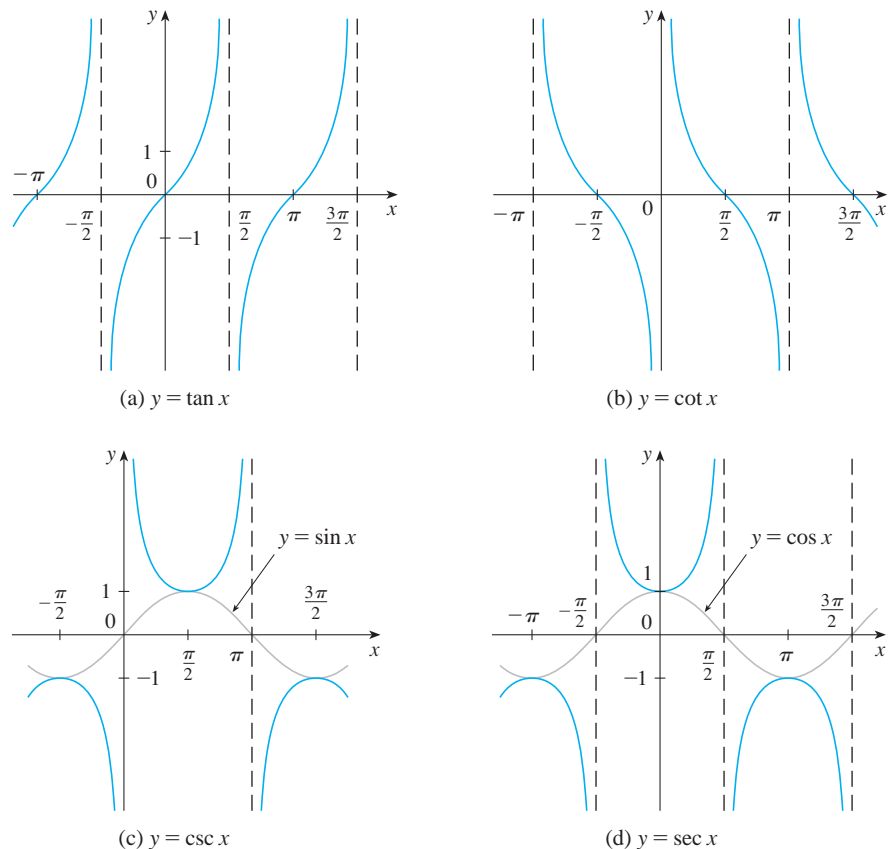 y
1
0
−π
−π/2
−1
π/2
π
3π/2
x
(a) y = tan x
y
0
−π
−π/2
π/2
π
3π/2
x
(b) y = cot x
y
y = sin x
1
−π/2
0
3π/2
π/2
π
x
−1
(c) y = csc x
y
y = cos x
1
−π
−π/2
0
3π/2
π/2
π
x
−1
(d) y = sec x